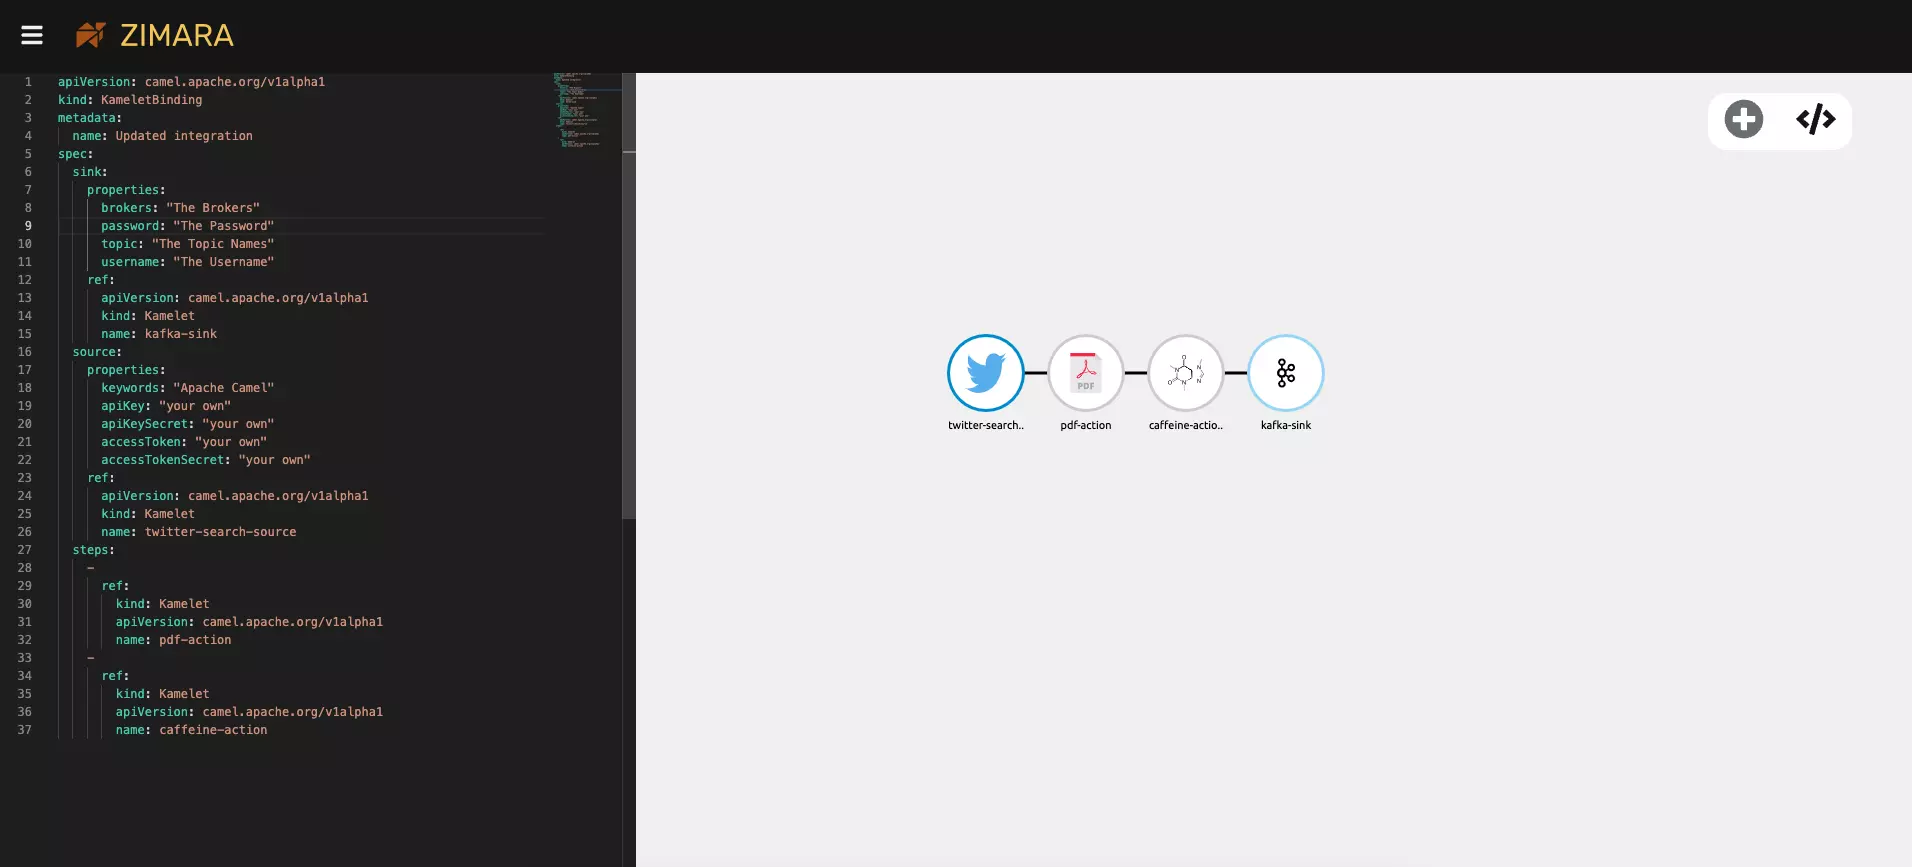 ZIMARA
1 apiVersion: camel.apache.org/v1alpha1
2 kind: KameletBinding
3 metadata:
4 name: Updated integration
5 spec:
6 sink:
7 properties:
8 brokers: "The Brokers"
9 password: "The Password"
10 topic: "The Topic Names"
11 username: "The Username"
12 ref:
13 apiVersion: camel.apache.org/v1alpha1
14 kind: Kamelet
15 name: kafka-sink
16 source:
17 properties:
18 keywords: "Apache Camel"
19 apiKey: "your own"
20 apiKeySecret: "your own"
21 accessToken: "your own"
22 accessTokenSecret: "your own"
23 ref:
24 apiVersion: camel.apache.org/v1alpha1
25 kind: Kamelet
26 name: twitter-search-source
27 steps:
28 -
29 ref:
30 kind: Kamelet
31 apiVersion: camel.apache.org/v1alpha1
32 name: pdf-action
33 -
34 ref:
35 kind: Kamelet
36 apiVersion: camel.apache.org/v1alpha1
37 name: caffeine-action
PDF
twitter-search..
pdf-action
caffeine-actio..
kafka-sink